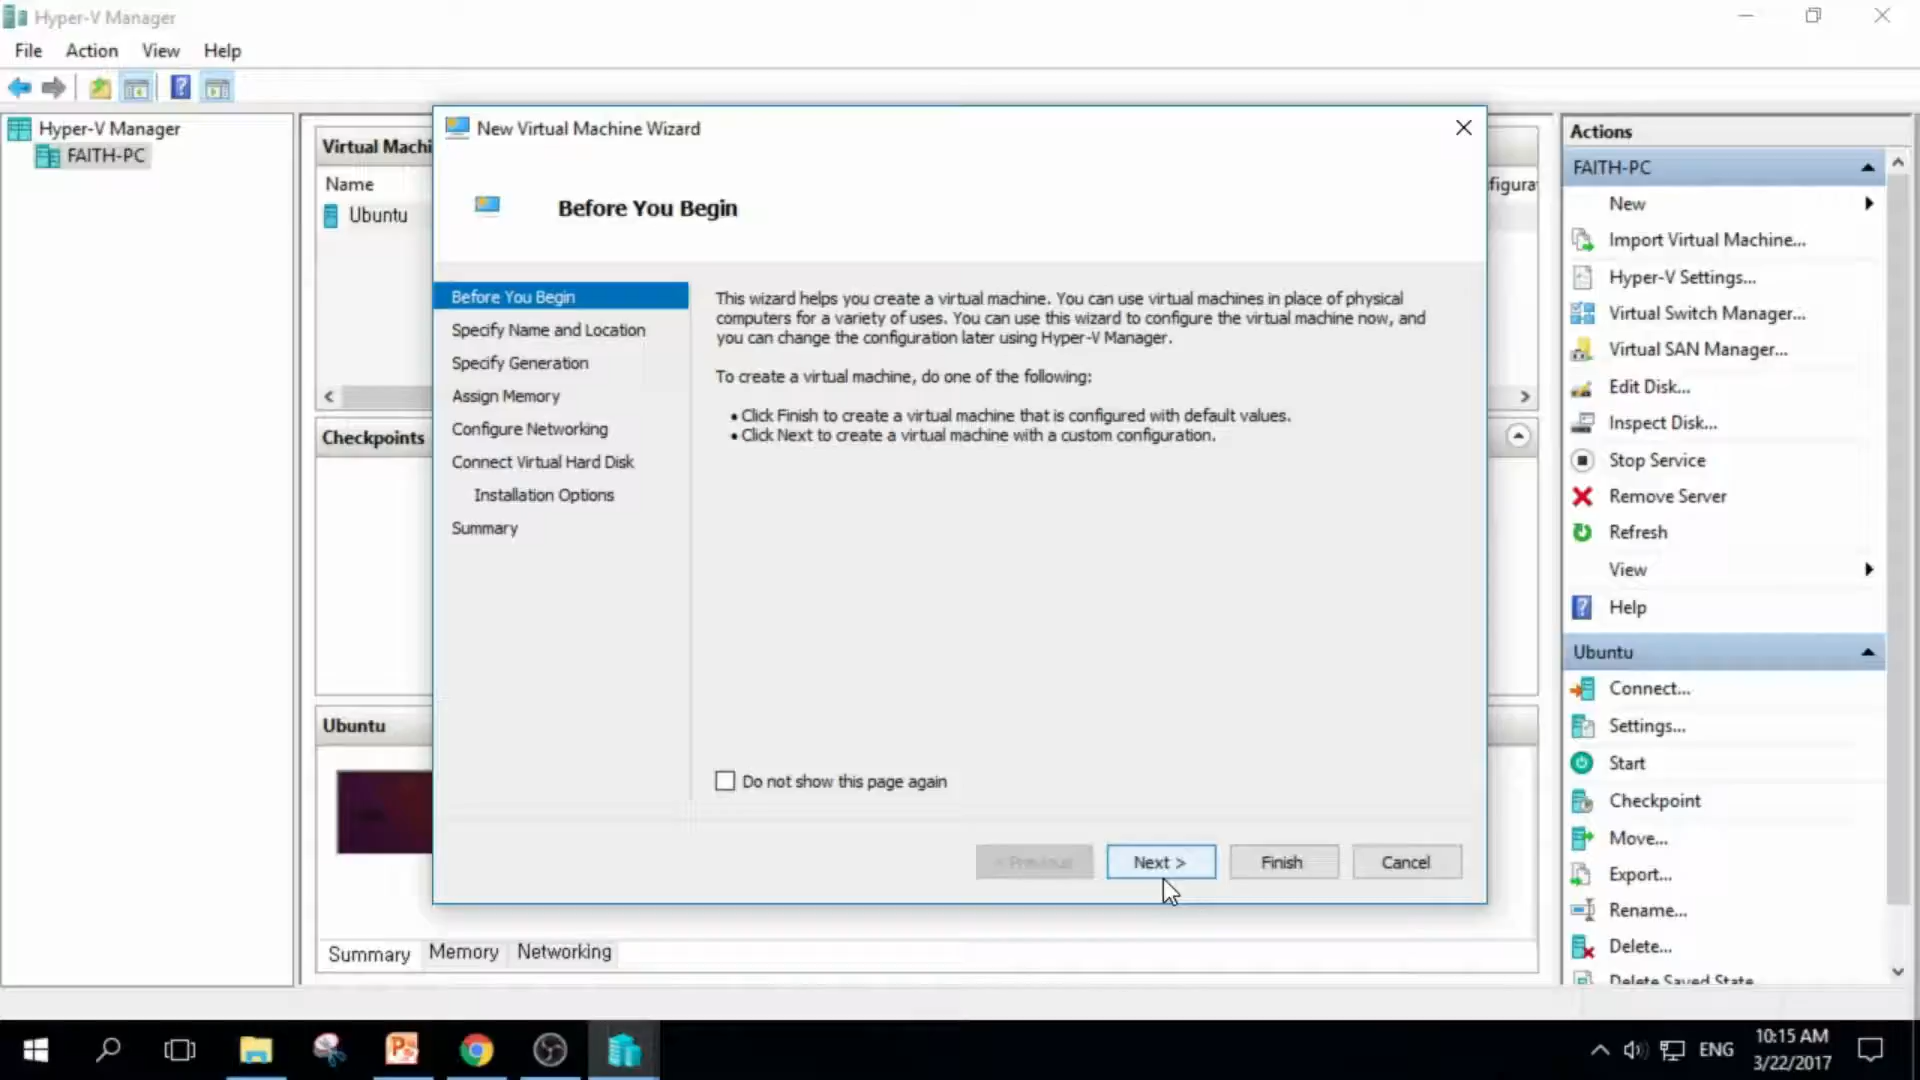 Hyper-V Manager
File Action View Help
Hyper-V Manager
FAITH-PC
Virtual Machi
Name
Ubuntu
figura
Checkpoints
Ubuntu
Summary Memory Networking
New Virtual Machine Wizard
Before You Begin
Before You Begin
Specify Name and Location
Specify Generation
Assign Memory
Configure Networking
Connect Virtual Hard Disk
Installation Options
Summary
This wizard helps you create a virtual machine. You can use virtual machines in place of physical
computers for a variety of uses. You can use this wizard to configure the virtual machine now, and
you can change the configuration later using Hyper-V Manager.
To create a virtual machine, do one of the following:
• Click Finish to create a virtual machine that is configured with default values.
• Click Next to create a virtual machine with a custom configuration.
Do not show this page again
< Previous Next > Finish Cancel
Actions
FAITH-PC
New
Import Virtual Machine...
Hyper-V Settings...
Virtual Switch Manager...
Virtual SAN Manager...
Edit Disk...
Inspect Disk...
Stop Service
Remove Server
Refresh
View
Help
Ubuntu
Connect...
Settings...
Start
Checkpoint
Move...
Export...
Rename...
Delete...
Delete Saved State
ENG
10:15 AM
3/22/2017